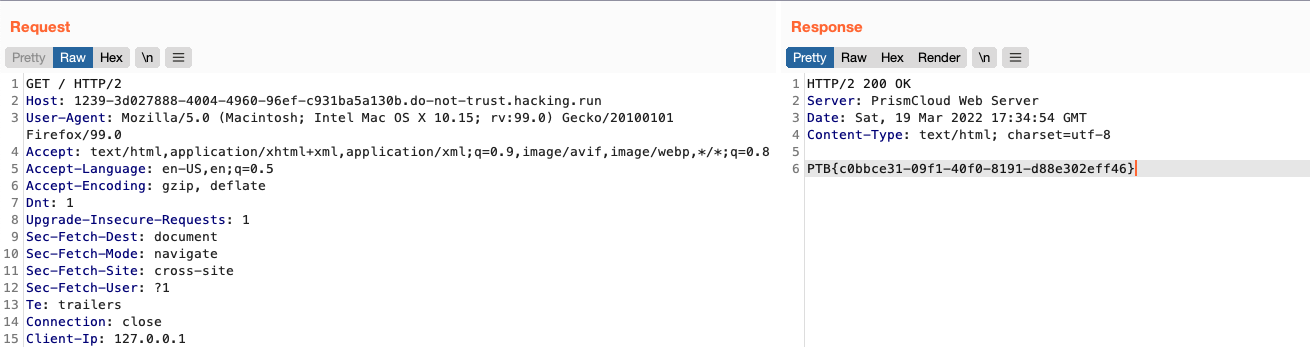 Request
Pretty Raw Hex \n ≡
1 GET / HTTP/2
2 Host: 1239-3d027888-4004-4960-96ef-c931ba5a130b.do-not-trust.hacking.run
3 User-Agent: Mozilla/5.0 (Macintosh; Intel Mac OS X 10.15; rv:99.0) Gecko/20100101
Firefox/99.0
4 Accept: text/html,application/xhtml+xml,application/xml;q=0.9,image/avif,image/webp,*/*;q=0.8
5 Accept-Language: en-US,en;q=0.5
6 Accept-Encoding: gzip, deflate
7 Dnt: 1
8 Upgrade-Insecure-Requests: 1
9 Sec-Fetch-Dest: document
10 Sec-Fetch-Mode: navigate
11 Sec-Fetch-Site: cross-site
12 Sec-Fetch-User: ?1
13 Te: trailers
14 Connection: close
15 Client-Ip: 127.0.0.1
Response
Pretty Raw Hex Render \n ≡
1 HTTP/2 200 OK
2 Server: PrismCloud Web Server
3 Date: Sat, 19 Mar 2022 17:34:54 GMT
4 Content-Type: text/html; charset=utf-8
5
6 PTB{c0bbce31-09f1-40f0-8191-d88e302eff46}